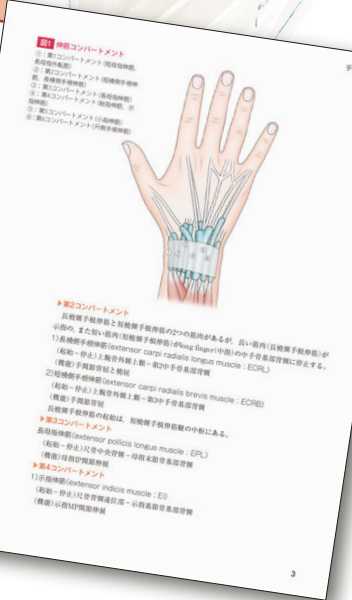 図1 伸筋コンパートメント
①：第1コンパートメント(短母指伸筋、
長母指外転筋)
②：第2コンパートメント(短橈側手根伸
筋、長橈側手根伸筋)
③：第3コンパートメント(長母指伸筋)
④：第4コンパートメント(総指伸筋、示
指伸筋)
⑤：第5コンパートメント(小指伸筋)
⑥：第6コンパートメント(尺側手根伸筋)
▶第2コンパートメント
長橈側手根伸筋と短橈側手根伸筋の2つの筋肉があるが、長い筋肉(長橈側手根伸筋)が
示指の、また短い筋肉(短橈側手根伸筋)がlong finger(中指)の中手骨基部背側に停止する。
1)長橈側手根伸筋(extensor carpi radialis longus muscle：ECRL)
(起始−停止)上腕骨外側上顆−第2中手骨基部背側
(機能)手関節背屈と橈屈
2)短橈側手根伸筋(extensor carpi radialis brevis muscle：ECRB)
(起始−停止)上腕骨外側上顆−第3中手骨基部背側
(機能)手関節背屈
長橈側手根伸筋の起始は、短橈側手根伸筋腱の中枢にある。
▶第3コンパートメント
長母指伸筋(extensor pollicis longus muscle：EPL)
(起始−停止)尺骨中央背側−母指末節骨基部背側
(機能)母指IP関節伸展
▶第4コンパートメント
1)示指伸筋(extensor indicis muscle：EI)
(起始−停止)尺骨背側遠位部−示指基節骨基部背側
(機能)示指MP関節伸展
3